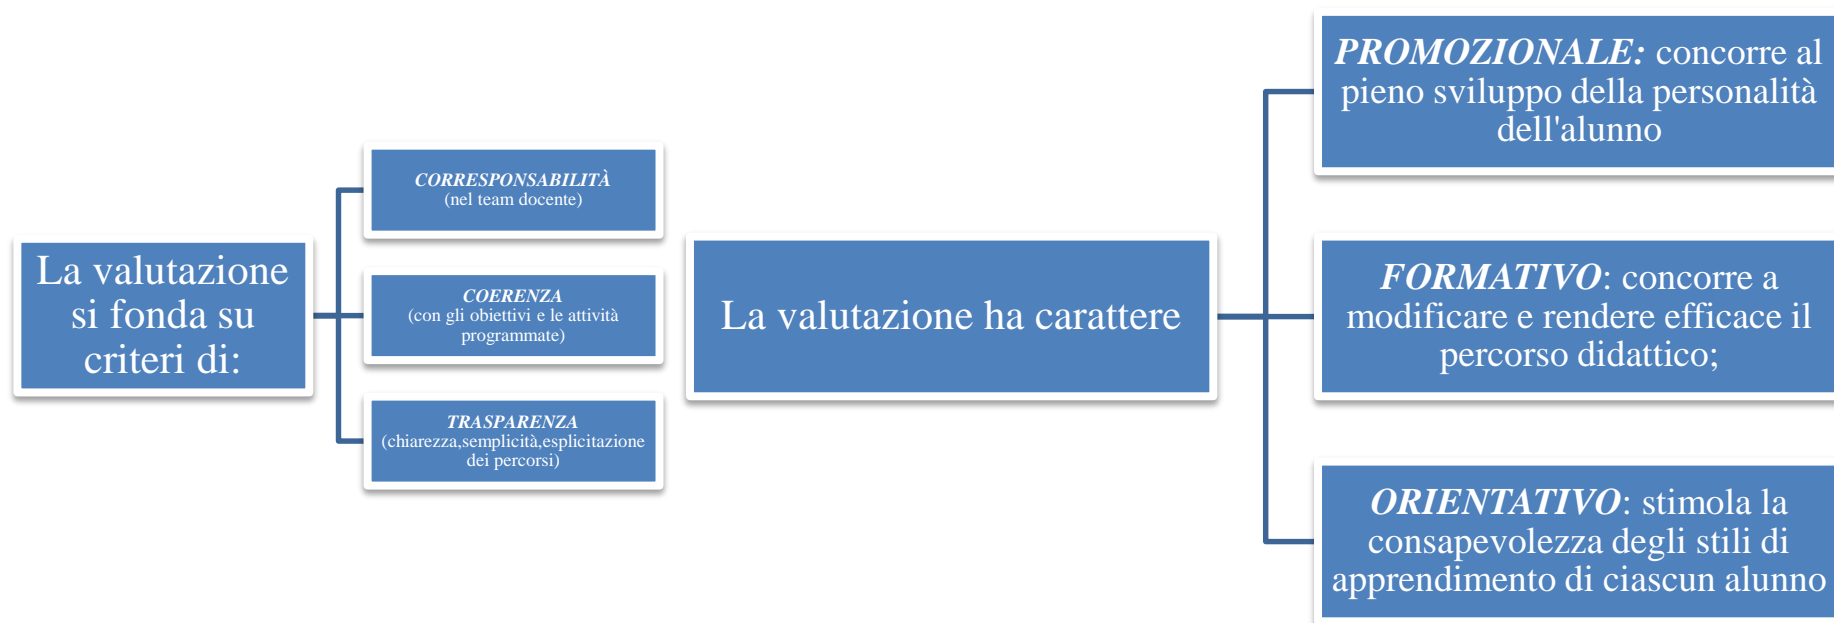 La valutazione
si fonda su
criteri di:
CORRESPONSABILITÀ
(nel team docente)
COERENZA
(con gli obiettivi e le attività
programmate)
TRASPARENZA
(chiarezza,semplicità,esplicitazione
dei percorsi)
La valutazione ha carattere
PROMOZIONALE: concorre al
pieno sviluppo della personalità
dell'alunno
FORMATIVO: concorre a
modificare e rendere efficace il
percorso didattico;
ORIENTATIVO: stimola la
consapevolezza degli stili di
apprendimento di ciascun alunno